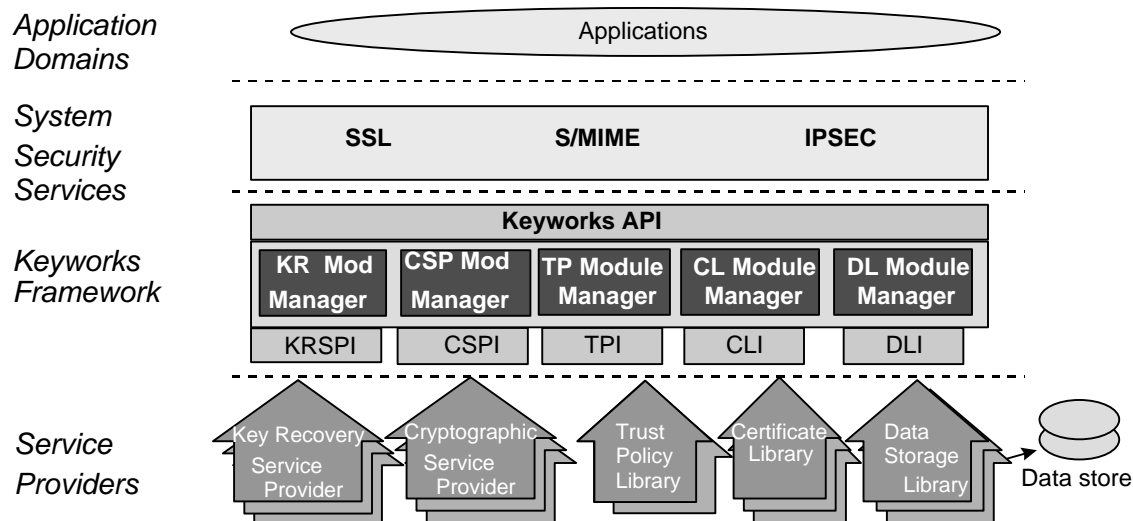 Application
Domains
Applications
System
Security
Services
SSL S/MIME IPSEC
Keyworks
Framework
Keyworks API
KR Mod
Manager
CSP Mod
Manager
TP Module
Manager
CL Module
Manager
DL Module
Manager
KRSPI CSPI TPI CLI DLI
Service
Providers
Key Recovery
Service
Provider
Cryptographic
Service
Provider
Trust
Policy
Library
Certificate
Library
Data
Storage
Library
Data store